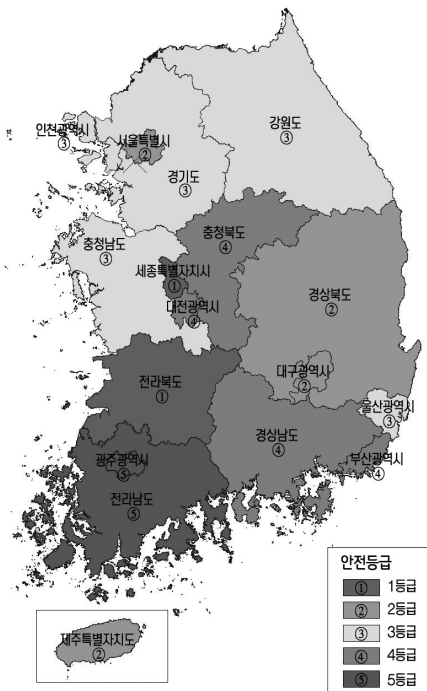 인천광역시
③
서울특별시
②
강원도
③
경기도
③
충청남도
③
충청북도
④
세종특별자치시
①
대전광역시
④
경상북도
②
대구광역시
②
전라북도
①
울산광역시
③
경상남도
④
부산광역시
④
광주광역시
⑤
전라남도
⑤
제주특별자치도
②
안전등급
① 1등급
② 2등급
③ 3등급
④ 4등급
⑤ 5등급